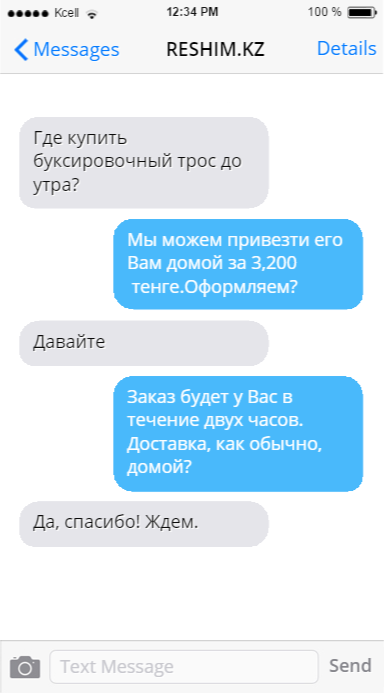 Kcell 12:34 PM 100 %
Messages RESHIM.KZ Details
Где купить
буксировочный трос до
утра?
Мы можем привезти его
Вам домой за 3,200
тенге.Оформляем?
Давайте
Заказ будет у Вас в
течение двух часов.
Доставка, как обычно,
домой?
Да, спасибо! Ждем.
Text Message Send